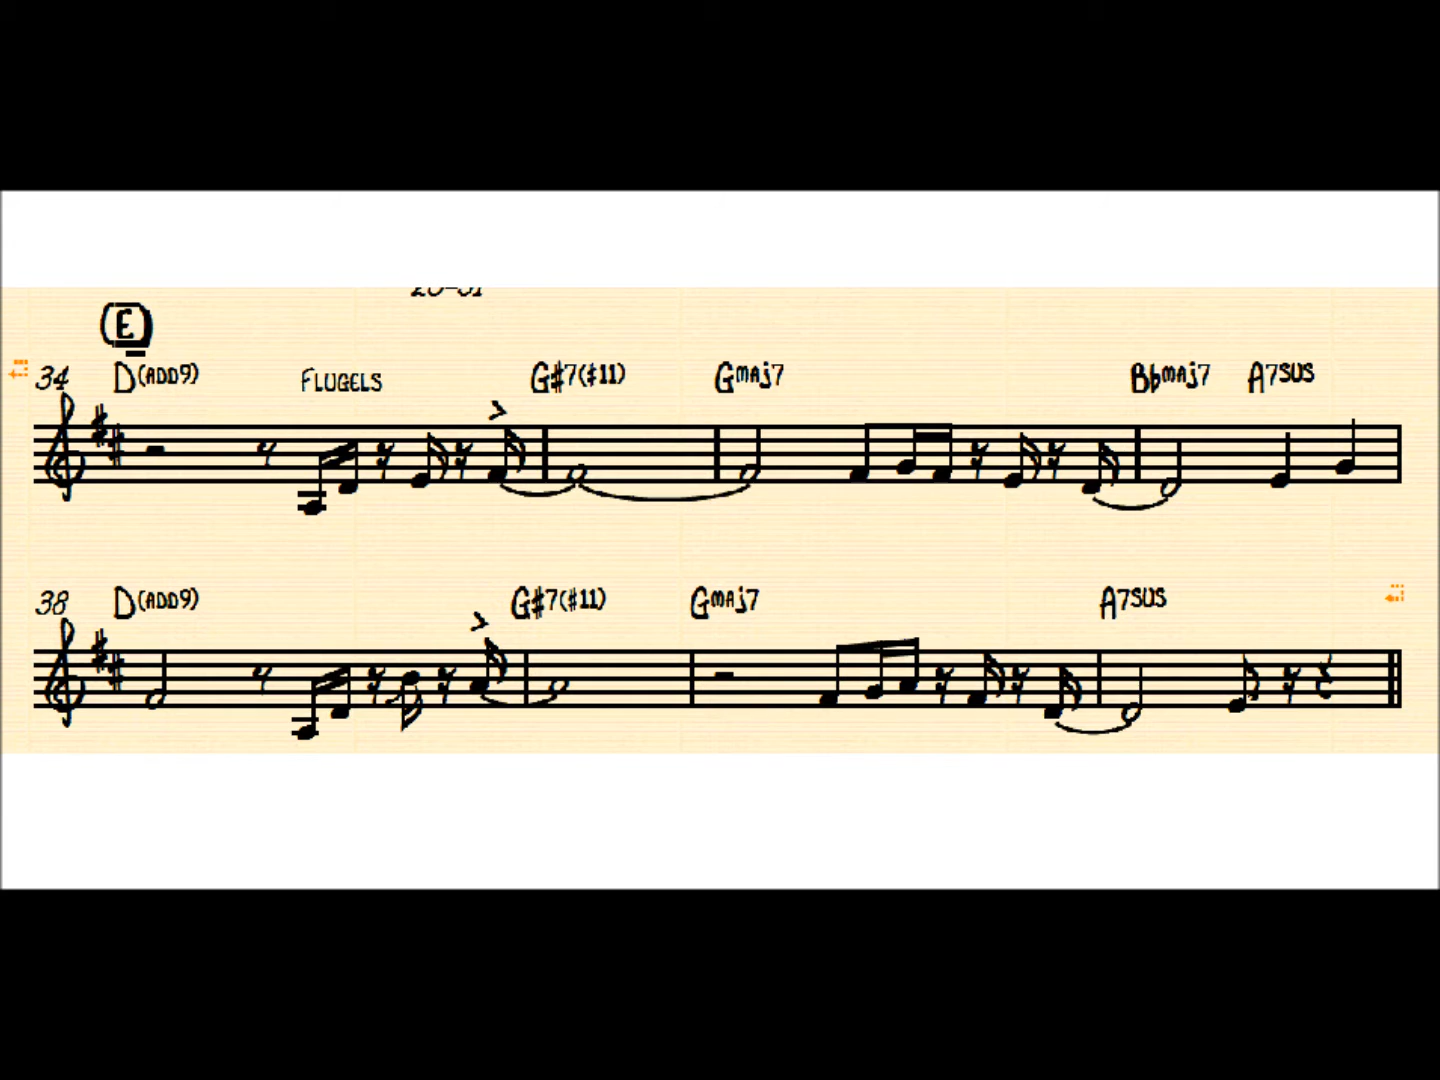 E
34 D(ADD9) FLUGELS G#7(#11) Gmaj7 Bbmaj7 A7SUS
38 D(ADD9) G#7(#11) Gmaj7 A7SUS